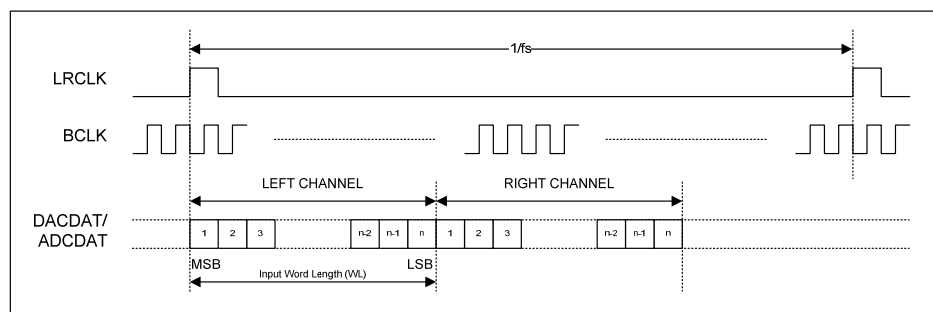 1/fs
LRCLK
BCLK
LEFT CHANNEL
RIGHT CHANNEL
DACDAT/
ADCDAT
1 2 3 n-2 n-1 n 1 2 3 n-2 n-1 n
MSB
LSB
Input Word Length (WL)